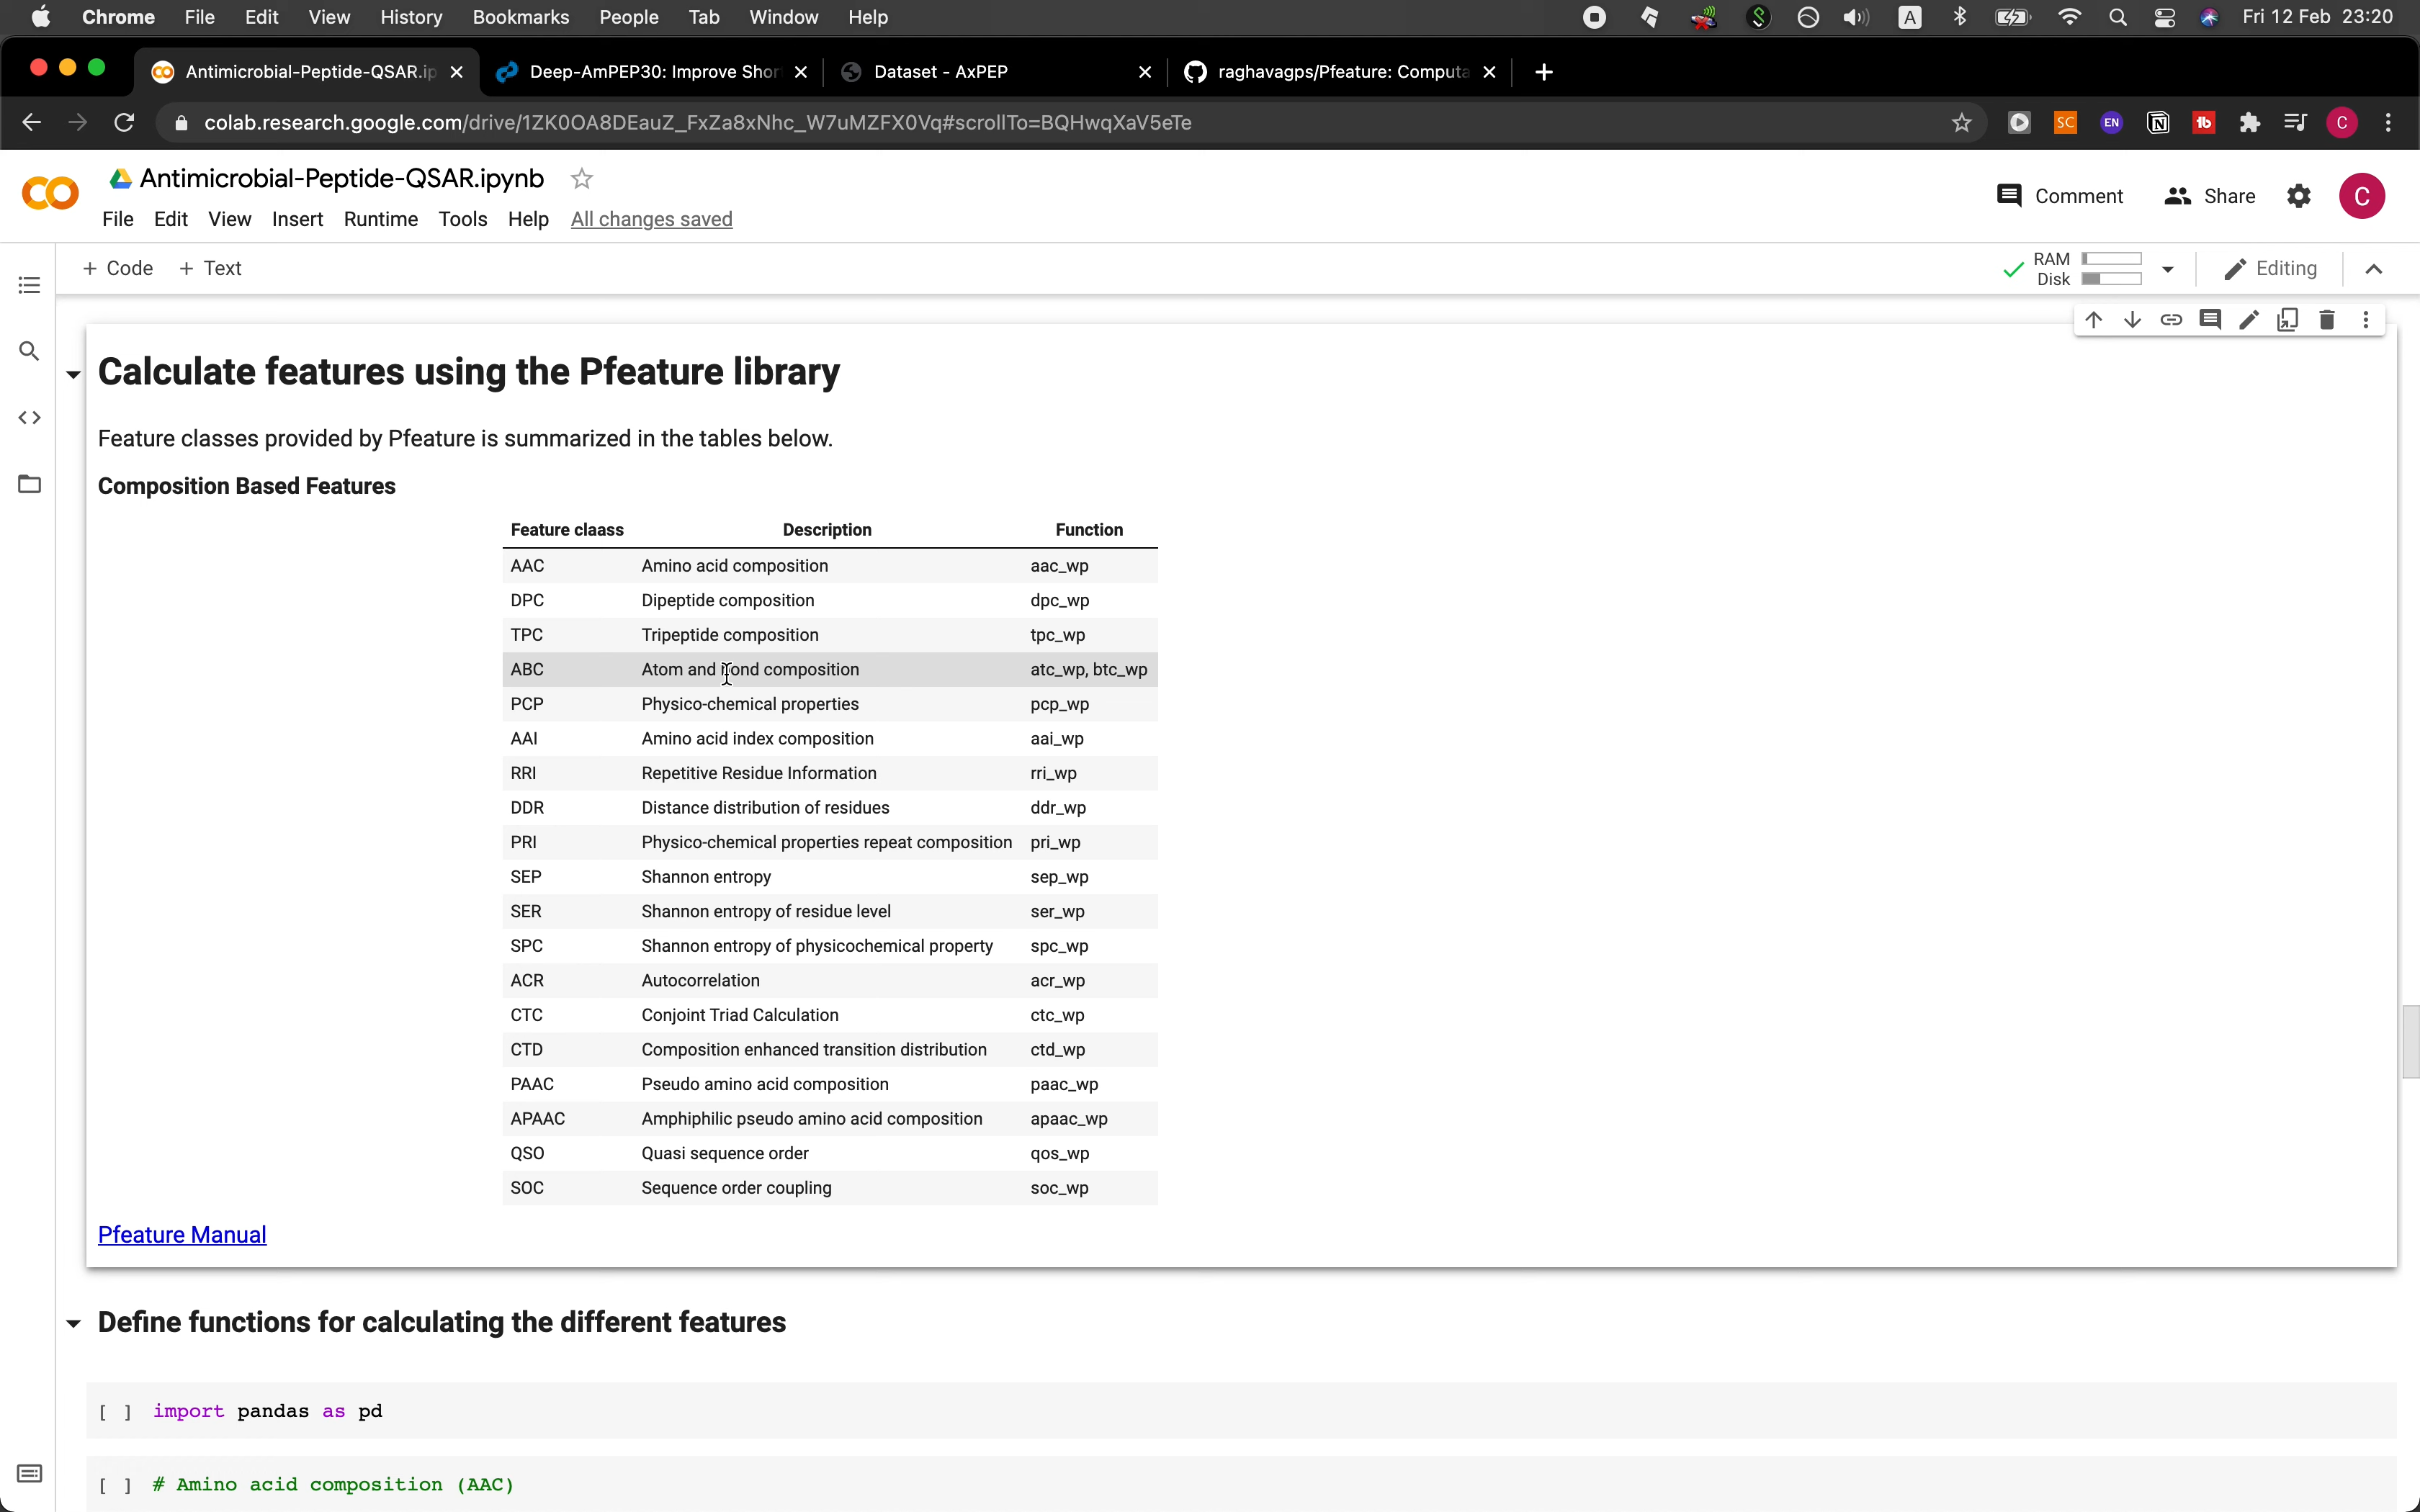 Chrome File Edit View History Bookmarks People Tab Window Help A Fri 12 Feb 23:20
Antimicrobial-Peptide-QSAR.ip Deep-AmPEP30: Improve Shor Dataset - AxPEP raghavagps/Pfeature: Computa
colab.research.google.com/drive/1ZK0OA8DEauZ_FxZa8xNhc_W7uMZFX0Vq#scrollTo=BQHwqXaV5eTe SC EN N tb C
CO Antimicrobial-Peptide-QSAR.ipynb
File Edit View Insert Runtime Tools Help All changes saved
Comment Share C
+ Code + Text
RAM
Disk
Editing
Calculate features using the Pfeature library
Feature classes provided by Pfeature is summarized in the tables below.
Composition Based Features
Feature claass Description Function
AAC Amino acid composition aac_wp
DPC Dipeptide composition dpc_wp
TPC Tripeptide composition tpc_wp
ABC Atom and bond composition atc_wp, btc_wp
PCP Physico-chemical properties pcp_wp
AAI Amino acid index composition aai_wp
RRI Repetitive Residue Information rri_wp
DDR Distance distribution of residues ddr_wp
PRI Physico-chemical properties repeat composition pri_wp
SEP Shannon entropy sep_wp
SER Shannon entropy of residue level ser_wp
SPC Shannon entropy of physicochemical property spc_wp
ACR Autocorrelation acr_wp
CTC Conjoint Triad Calculation ctc_wp
CTD Composition enhanced transition distribution ctd_wp
PAAC Pseudo amino acid composition paac_wp
APAAC Amphiphilic pseudo amino acid composition apaac_wp
QSO Quasi sequence order qos_wp
SOC Sequence order coupling soc_wp
Pfeature Manual
Define functions for calculating the different features
[ ] import pandas as pd
[ ] # Amino acid composition (AAC)